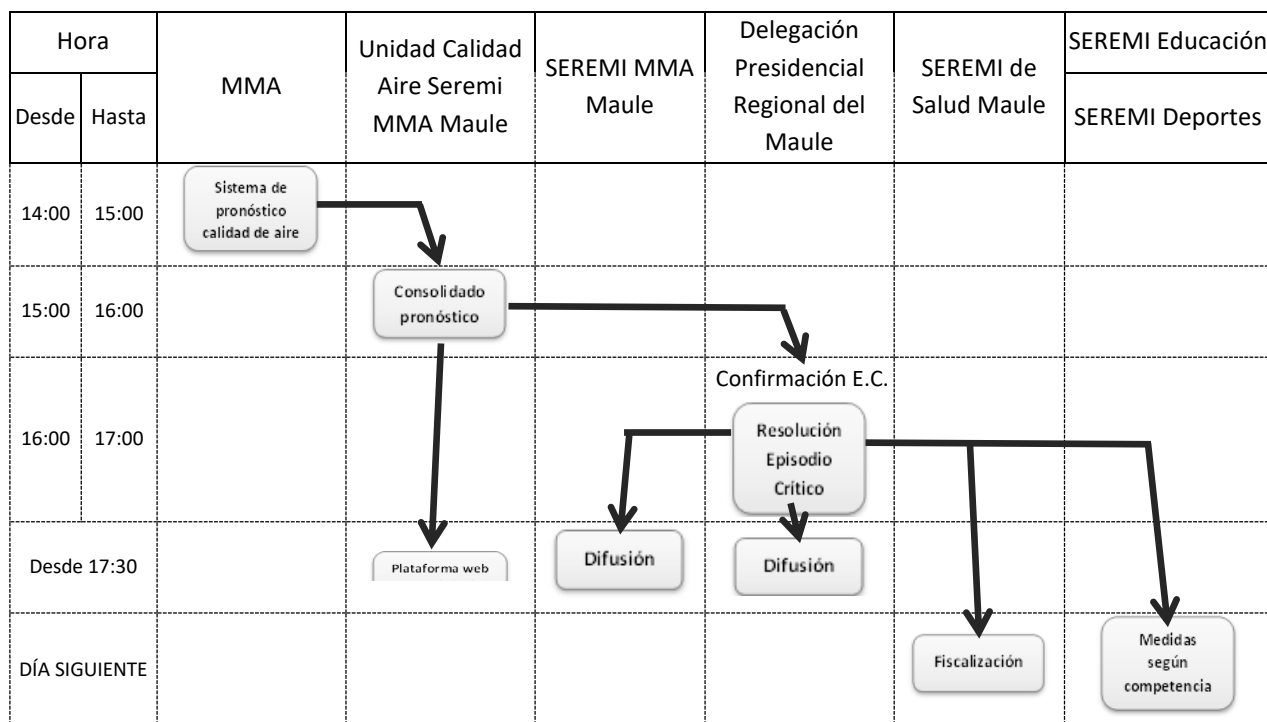 Hora
Desde
Hasta
MMA
Unidad Calidad
Aire Seremi
MMA Maule
SEREMI MMA
Maule
Delegación
Presidencial
Regional del
Maule
SEREMI de
Salud Maule
SEREMI Educación
SEREMI Deportes
14:00
15:00
Sistema de
pronóstico
calidad de aire
15:00
16:00
Consolidado
pronóstico
16:00
17:00
Confirmación E.C.
Resolución
Episodio
Critico
Desde 17:30
Plataforma web
Difusión
Difusión
DÍA SIGUIENTE
Fiscalización
Medidas
según
competencia